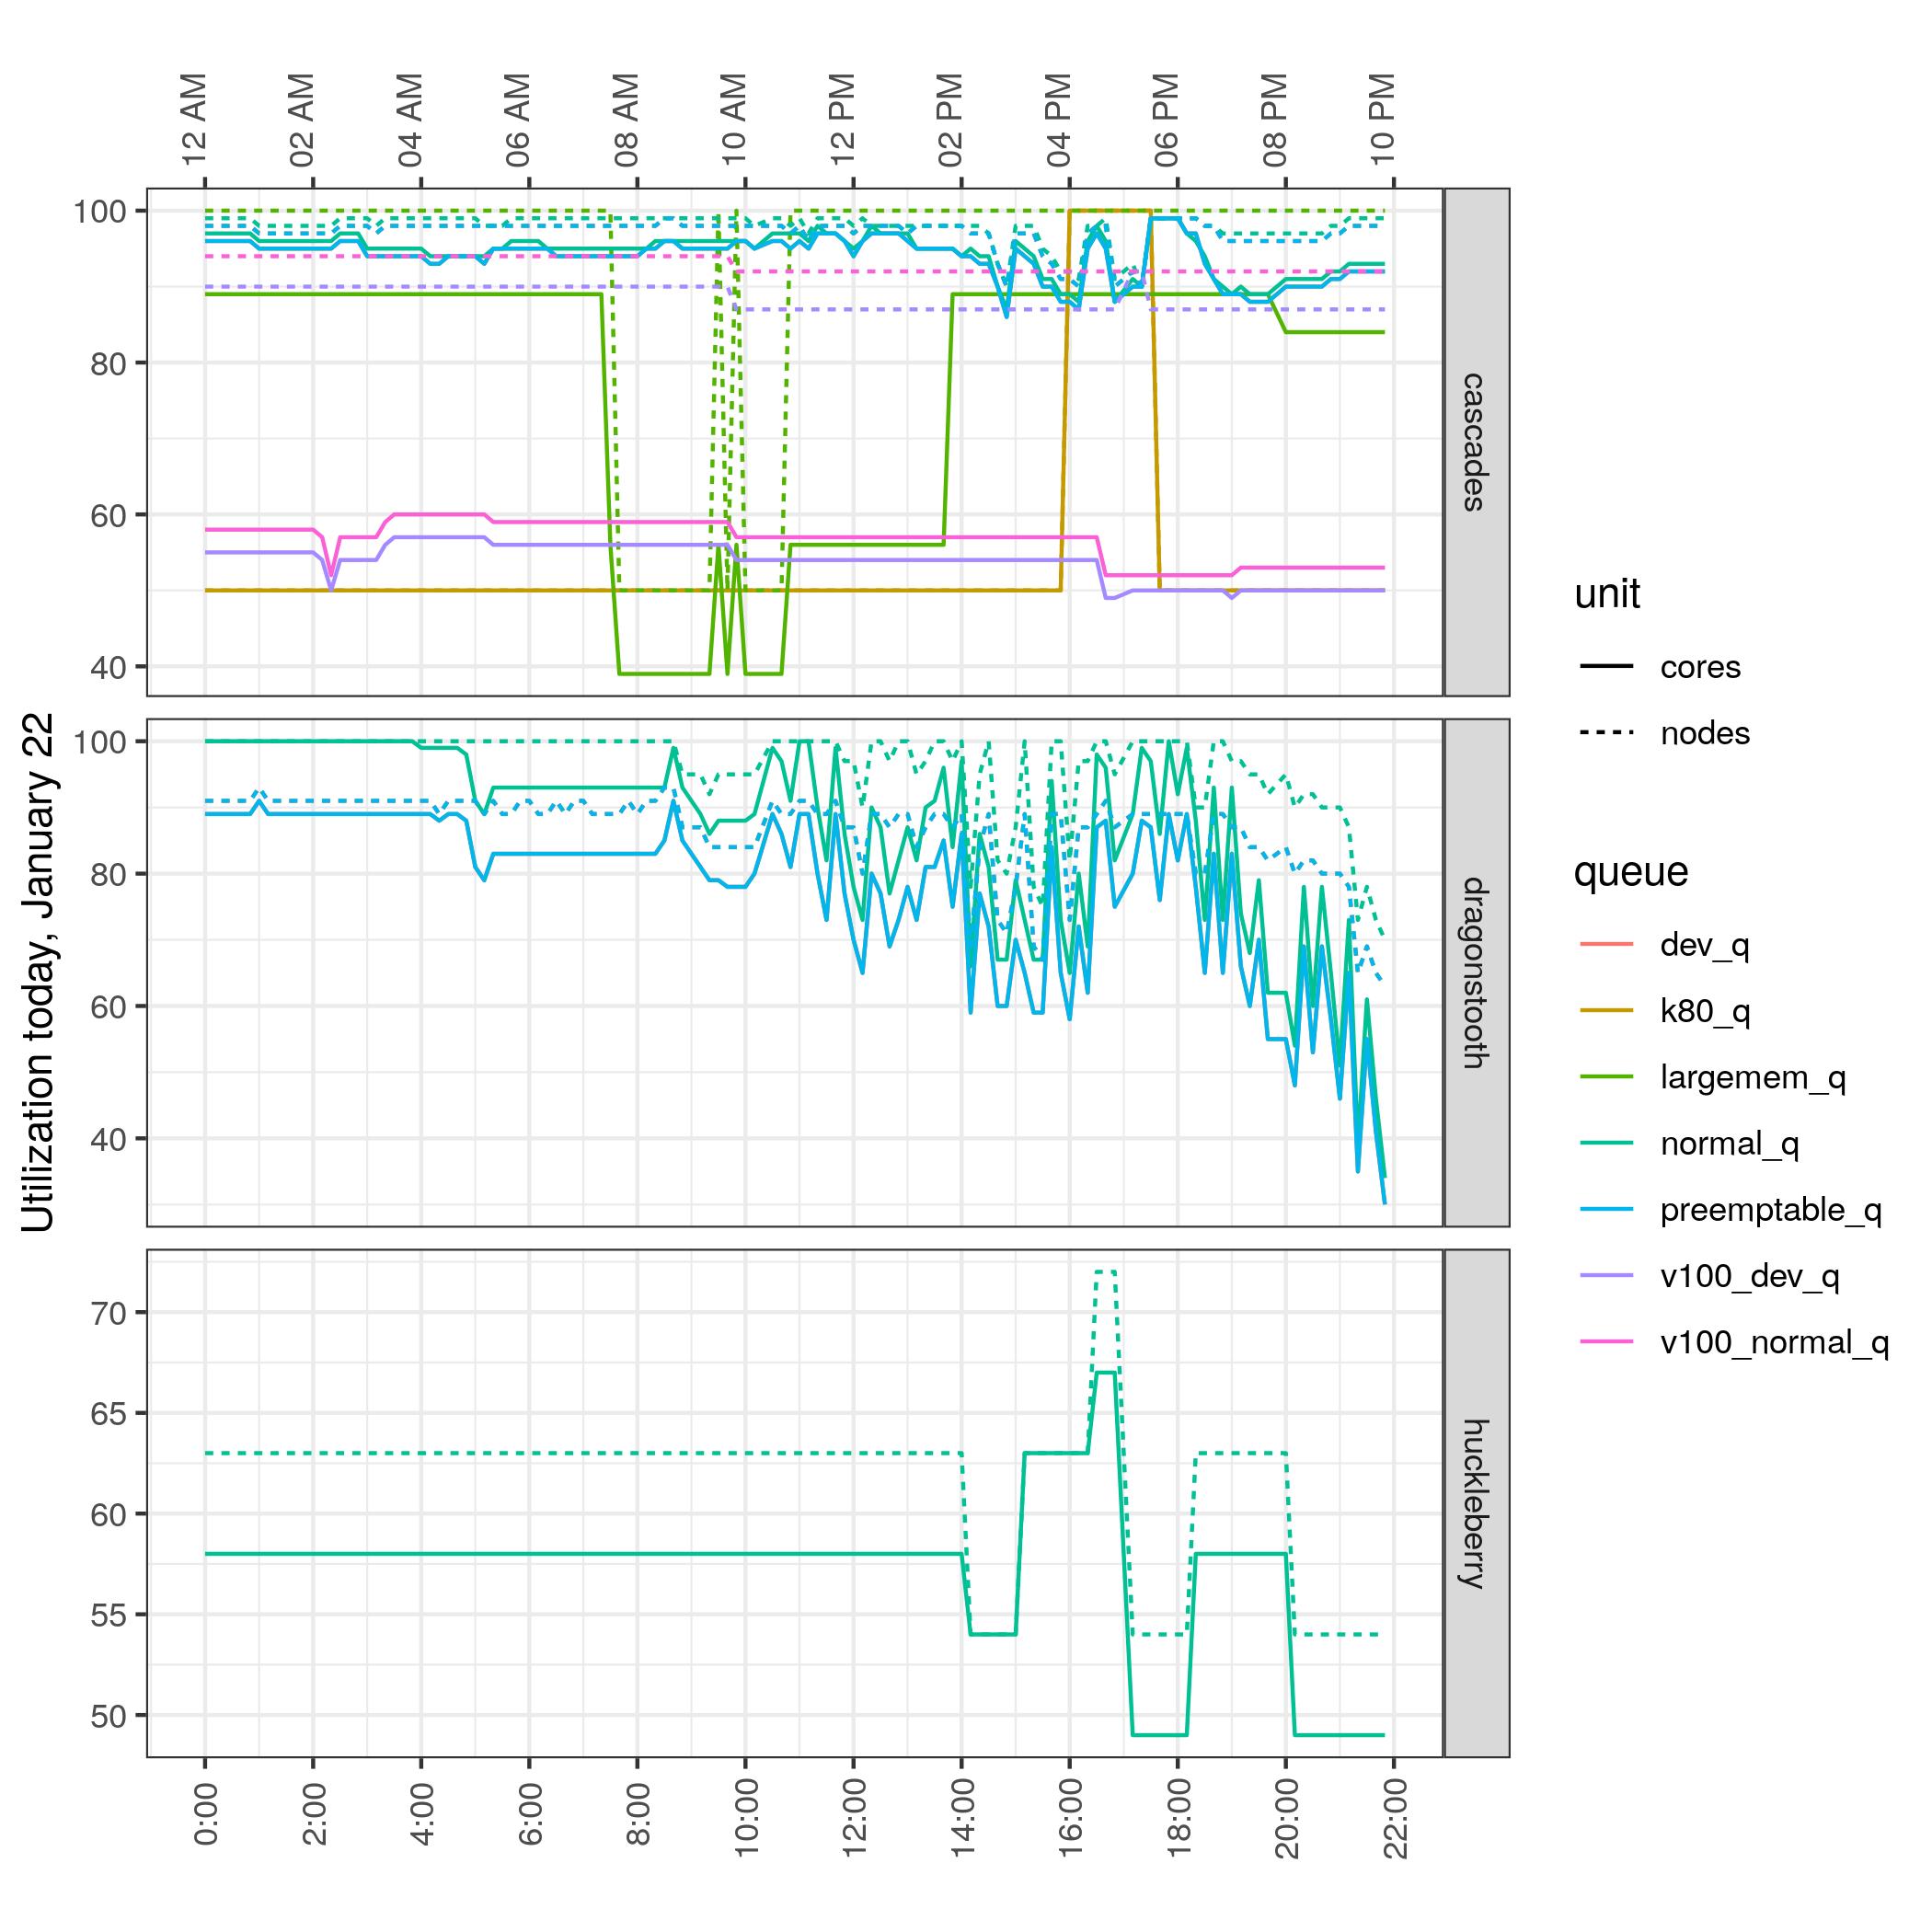 12 AM
02 AM
04 AM
06 AM
08 AM
10 AM
12 PM
02 PM
04 PM
06 PM
08 PM
10 PM
Utilization today, January 22
100
80
60
40
cascades
100
80
60
40
dragonstooth
70
65
60
55
50
huckleberry
0:00
2:00
4:00
6:00
8:00
10:00
12:00
14:00
16:00
18:00
20:00
22:00
unit
cores
nodes
queue
dev_q
k80_q
largemem_q
normal_q
preemptable_q
v100_dev_q
v100_normal_q